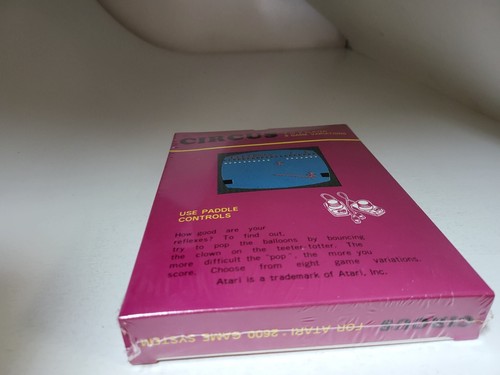 CIRCUS
USE PADDLE
CONTROLS
How good are your
reflexes? To find out,
try to pop the balloons by bouncing
the clown on the teeter-totter. The
more difficult the "pop", the more you
score. Choose from eight game variations.
Atari is a trademark of Atari, Inc.
CIRCUS
FOR ATARI 2600 GAME SYSTEM